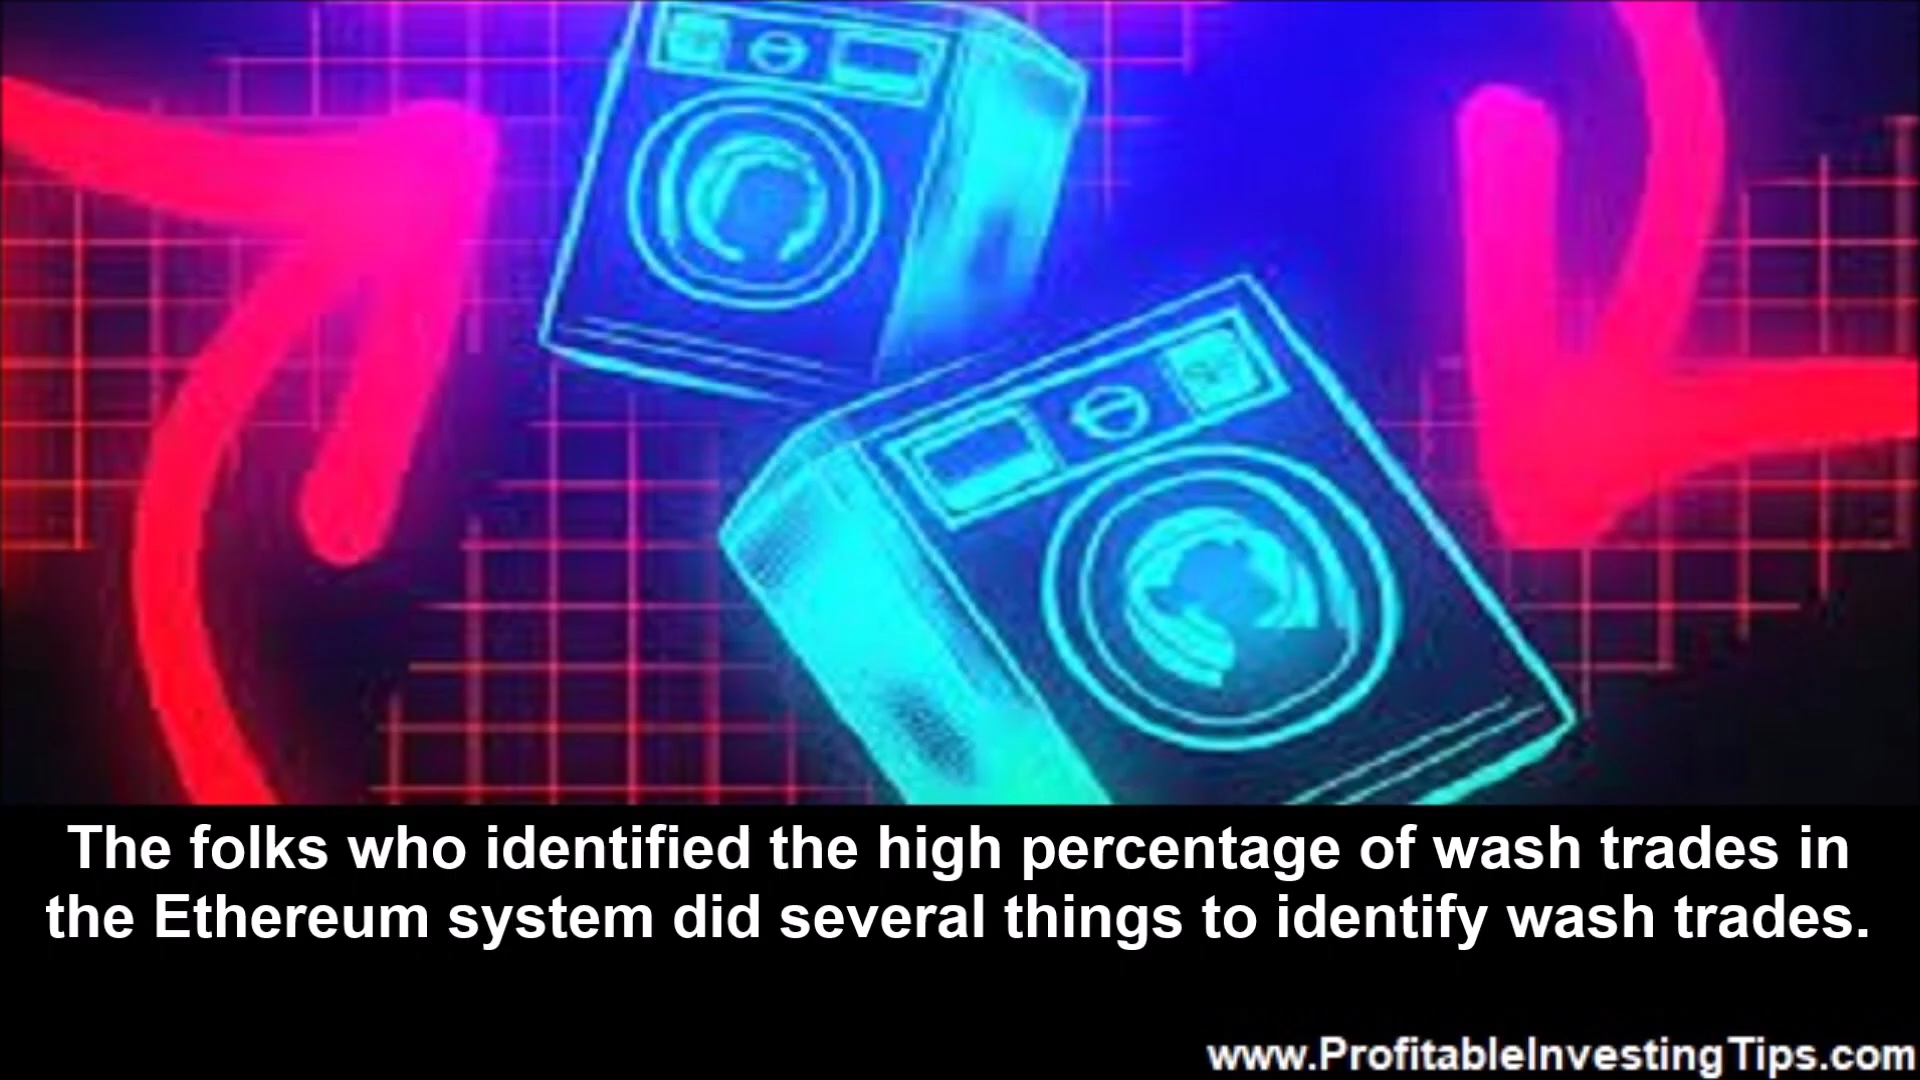 The folks who identified the high percentage of wash trades in
the Ethereum system did several things to identify wash trades.
www.ProfitableInvestingTips.com